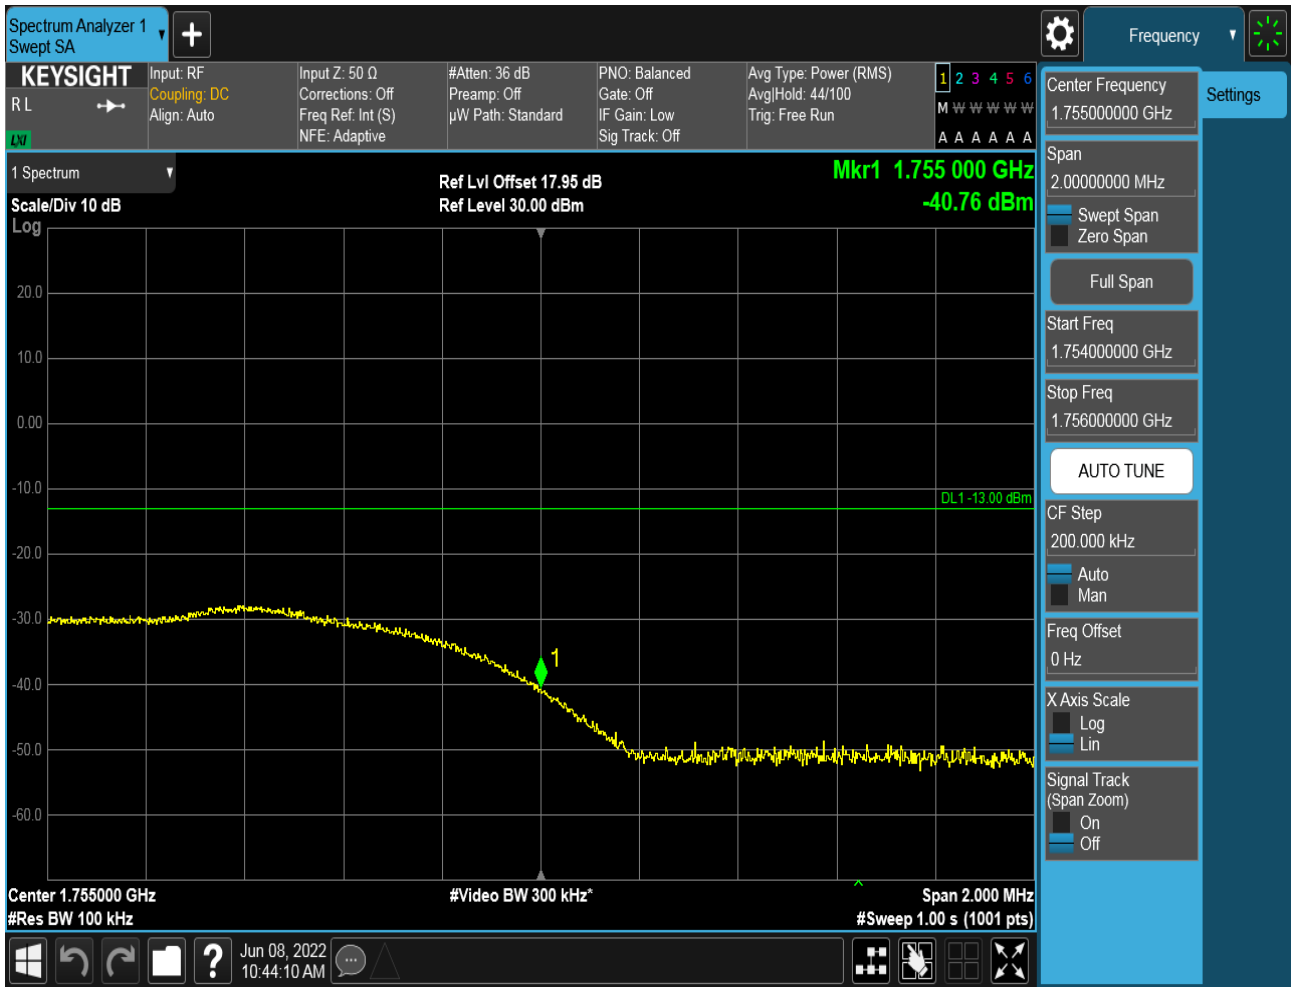 Spectrum Analyzer 1
Swept SA
+
Frequency
KEYSIGHT
R L
LXI
Input: RF
Coupling: DC
Align: Auto
Input Z: 50 Ω
Corrections: Off
Freq Ref: Int (S)
NFE: Adaptive
#Atten: 36 dB
Preamp: Off
µW Path: Standard
PNO: Balanced
Gate: Off
IF Gain: Low
Sig Track: Off
Avg Type: Power (RMS)
Avg|Hold: 44/100
Trig: Free Run
1 2 3 4 5 6
M W W W W W
A A A A A A
1 Spectrum
Scale/Div 10 dB
Log
Ref Lvl Offset 17.95 dB
Ref Level 30.00 dBm
Mkr1 1.755 000 GHz
-40.76 dBm
20.0
10.0
0.00
-10.0
DL1 -13.00 dBm
-20.0
-30.0
1
-40.0
-50.0
-60.0
Center 1.755000 GHz
#Video BW 300 kHz*
Span 2.000 MHz
#Res BW 100 kHz
#Sweep 1.00 s (1001 pts)
Center Frequency
1.755000000 GHz
Settings
Span
2.00000000 MHz
Swept Span
Zero Span
Full Span
Start Freq
1.754000000 GHz
Stop Freq
1.756000000 GHz
AUTO TUNE
CF Step
200.000 kHz
Auto
Man
Freq Offset
0 Hz
X Axis Scale
Log
Lin
Signal Track
(Span Zoom)
On
Off
?
Jun 08, 2022
10:44:10 AM